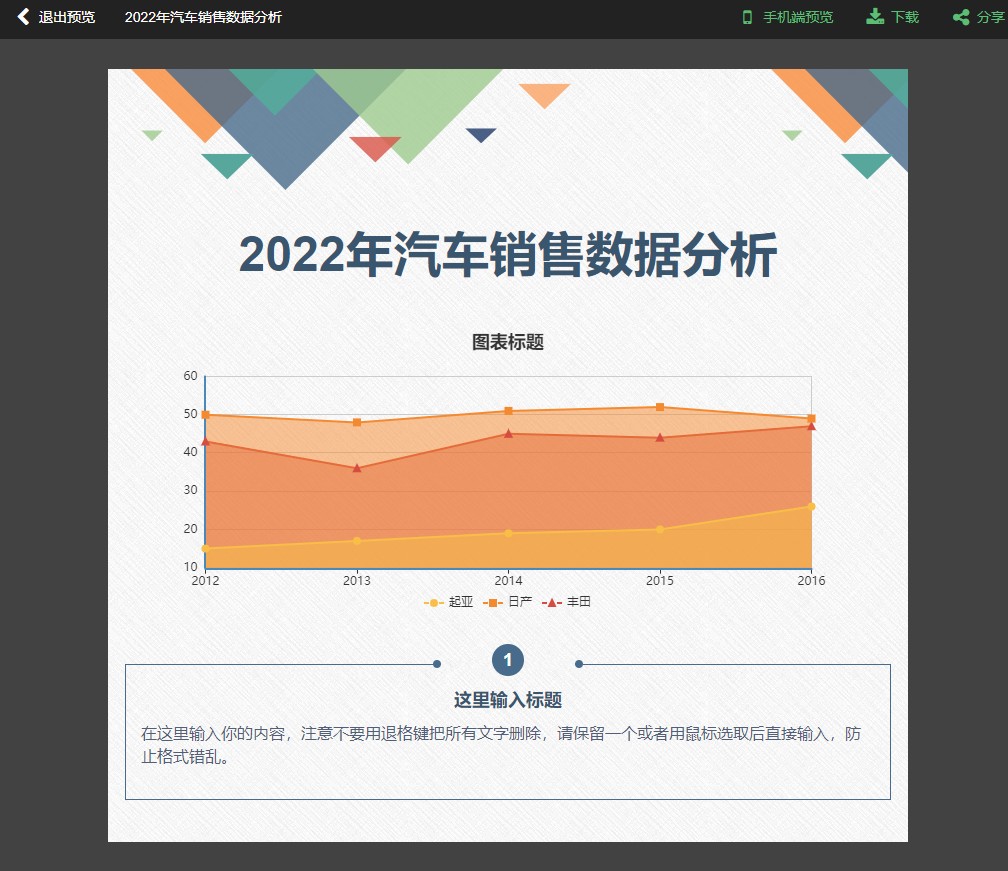 退出预览 2022年汽车销售数据分析 手机端预览 下载 分享
2022年汽车销售数据分析
图表标题
60
50
40
30
20
10
2012 2013 2014 2015 2016
起亚 日产 丰田
1
这里输入标题
在这里输入你的内容，注意不要用退格键把所有文字删除，请保留一个或者用鼠标选取后直接输入，防
止格式错乱。